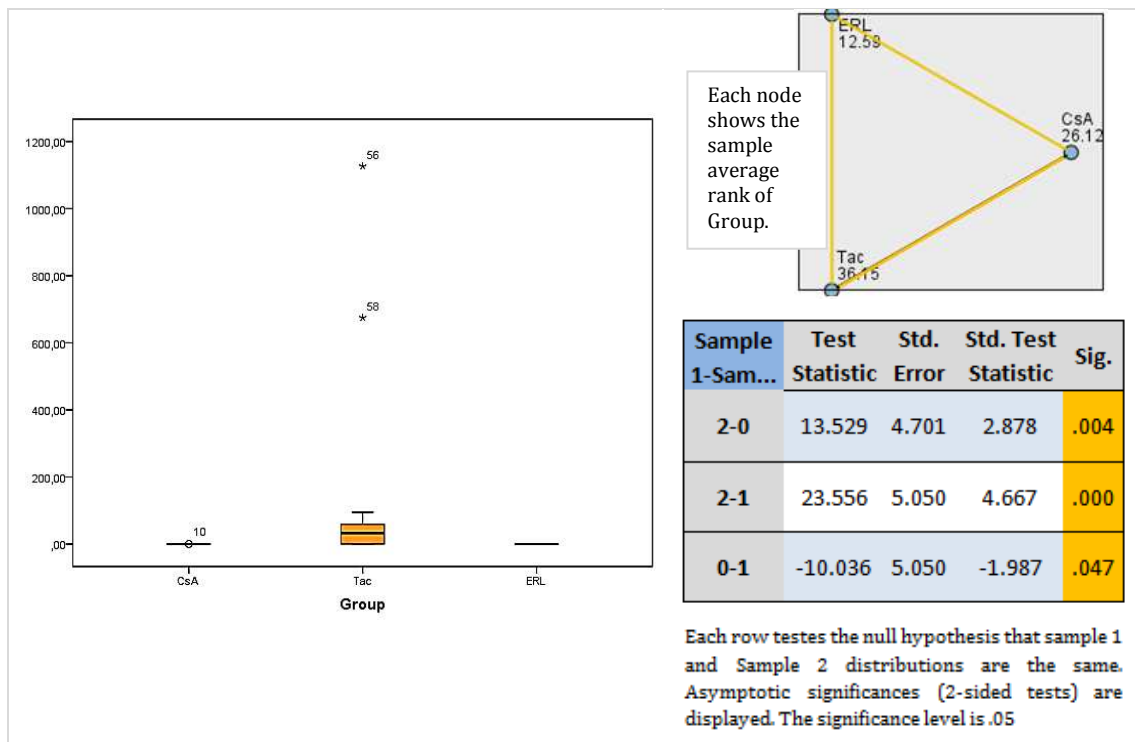 1200,00
1000,00
800,00
600,00
400,00
200,00
,00
56
58
10
CsA
Tac
ERL
Group
Each node
shows the
sample
average
rank of
Group.
ERL
12.59
CsA
26.12
Tac
36.15
Sample 1-Sam... Test Statistic Std. Error Std. Test Statistic Sig.
2-0 13.529 4.701 2.878 .004
2-1 23.556 5.050 4.667 .000
0-1 -10.036 5.050 -1.987 .047
Each row testes the null hypothesis that sample 1
and Sample 2 distributions are the same.
Asymptotic significances (2-sided tests) are
displayed. The significance level is .05